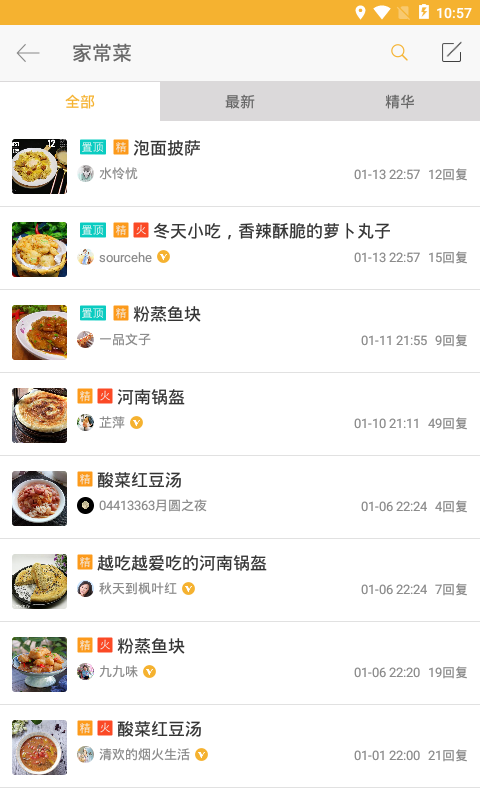 10:57
家常菜
全部 最新 精华
置顶 精 泡面披萨
水怜忧 01-13 22:57 12回复
置顶 精 火 冬天小吃，香辣酥脆的萝卜丸子
sourcehe 01-13 22:57 15回复
置顶 精 粉蒸鱼块
一品文子 01-11 21:55 9回复
精 火 河南锅盔
芷萍 01-10 21:11 49回复
精 酸菜红豆汤
04413363月圆之夜 01-06 22:24 4回复
精 越吃越爱吃的河南锅盔
秋天到枫叶红 01-06 22:24 7回复
精 火 粉蒸鱼块
九九味 01-06 22:20 19回复
精 火 酸菜红豆汤
清欢的烟火生活 01-01 22:00 21回复